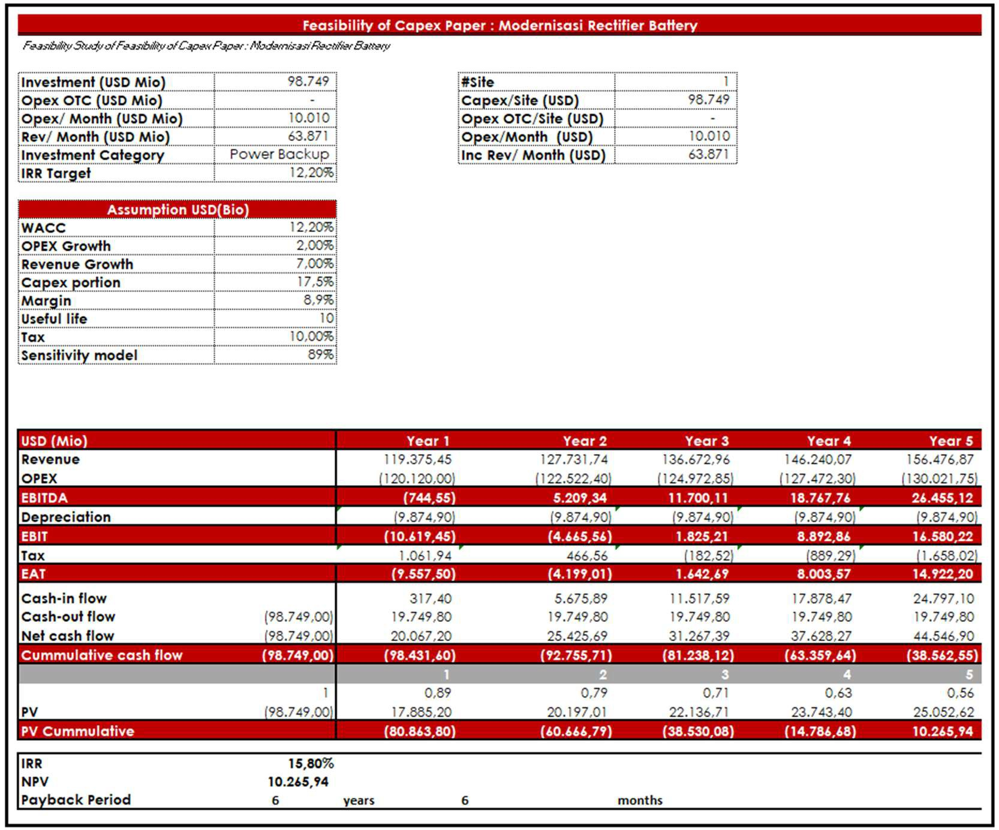 Feasibility of Capex Paper : Modernisasi Rectifier Battery
Feasibility Study of Feasibility of Capex Paper : Modernisasi Rectifier Battery
Investment (USD Mio) 98.749 #Site 1
Opex OTC (USD Mio) - Capex/Site (USD) 98.749
Opex/ Month (USD Mio) 10.010 Opex OTC/Site (USD) -
Rev/ Month (USD Mio) 63.871 Opex/Month (USD) 10.010
Investment Category Power Backup Inc Rev/ Month (USD) 63.871
IRR Target 12,20%
Assumption USD(Bio)
WACC 12,20%
OPEX Growth 2,00%
Revenue Growth 7,00%
Capex portion 17,5%
Margin 8,9%
Useful life 10
Tax 10,00%
Sensitivity model 89%
USD (Mio) Year 1 Year 2 Year 3 Year 4 Year 5
Revenue 119.375,45 127.731,74 136.672,96 146.240,07 156.476,87
OPEX (120.120,00) (122.522,40) (124.972,85) (127.472,30) (130.021,75)
EBITDA (744,55) 5.209,34 11.700,11 18.767,76 26.455,12
Depreciation (9.874,90) (9.874,90) (9.874,90) (9.874,90) (9.874,90)
EBIT (10.619,45) (4.665,56) 1.825,21 8.892,86 16.580,22
Tax 1.061,94 466,56 (182,52) (889,29) (1.658,02)
EAT (9.557,50) (4.199,01) 1.642,69 8.003,57 14.922,20
Cash-in flow 317,40 5.675,89 11.517,59 17.878,47 24.797,10
Cash-out flow (98.749,00) 19.749,80 19.749,80 19.749,80 19.749,80 19.749,80
Net cash flow (98.749,00) 20.067,20 25.425,69 31.267,39 37.628,27 44.546,90
Cummulative cash flow (98.749,00) (98.431,60) (92.755,71) (81.238,12) (63.359,64) (38.562,55)
1 2 3 4 5
1 0,89 0,79 0,71 0,63 0,56
PV (98.749,00) 17.885,20 20.197,01 22.136,71 23.743,40 25.052,62
PV Cummulative (80.863,80) (60.666,79) (38.530,08) (14.786,68) 10.265,94
IRR 15,80%
NPV 10.265,94
Payback Period 6 years 6 months